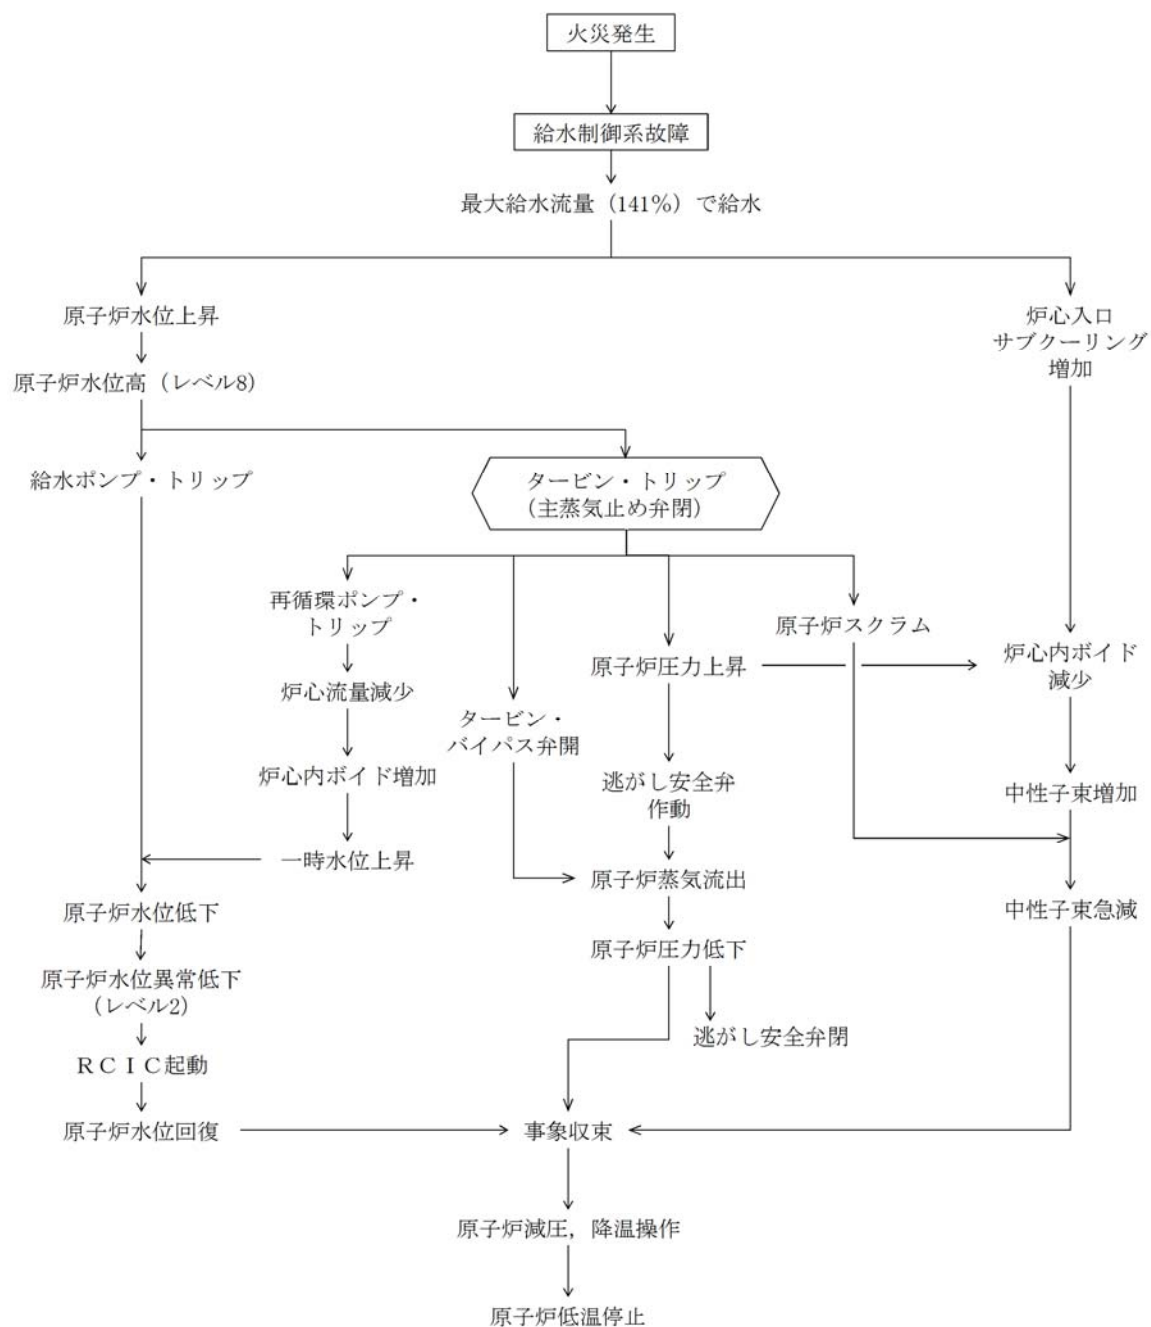 火災発生
給水制御系故障
最大給水流量（141%）で給水
原子炉水位上昇
炉心入口
サブクーリング
増加
原子炉水位高（レベル8）
給水ポンプ・トリップ
タービン・トリップ
（主蒸気止め弁閉）
再循環ポンプ・
トリップ
原子炉スクラム
原子炉圧力上昇
炉心内ボイド
減少
炉心流量減少
タービン・
バイパス弁開
炉心内ボイド増加
逃がし安全弁
作動
中性子束増加
一時水位上昇
原子炉蒸気流出
原子炉水位低下
中性子束急減
原子炉圧力低下
原子炉水位異常低下
（レベル2）
逃がし安全弁閉
ＲＣＩＣ起動
原子炉水位回復
事象収束
原子炉減圧，降温操作
原子炉低温停止